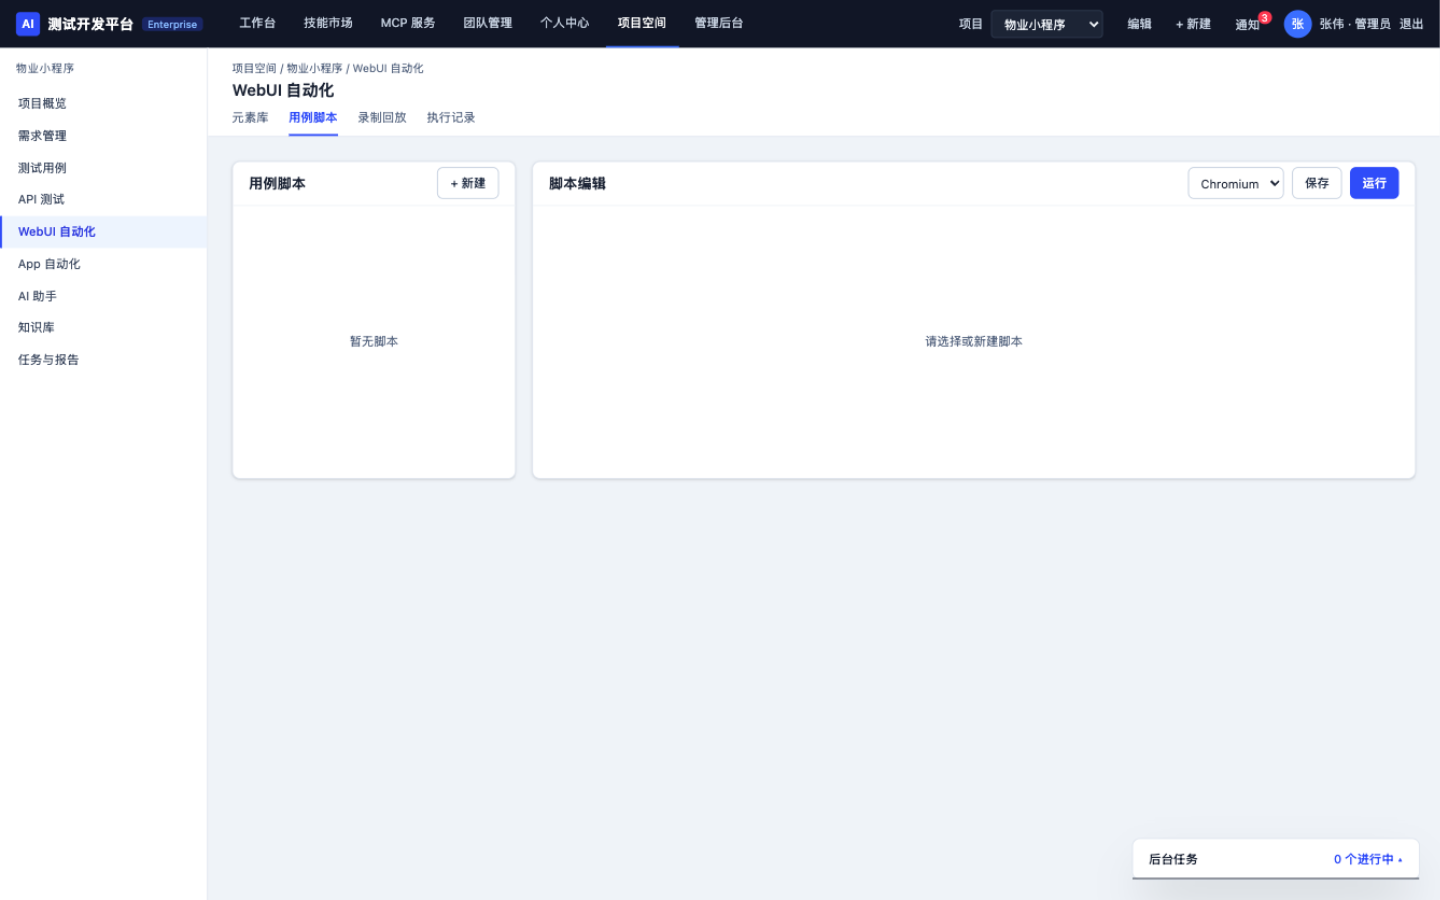 AI 测试开发平台 Enterprise 工作台 技能市场 MCP 服务 团队管理 个人中心 项目空间 管理后台 项目 物业小程序 编辑 + 新建 通知 3 张 张伟 · 管理员 退出
物业小程序
项目概览
需求管理
测试用例
API 测试
WebUI 自动化
App 自动化
AI 助手
知识库
任务与报告
项目空间 / 物业小程序 / WebUI 自动化
WebUI 自动化
元素库 用例脚本 录制回放 执行记录
用例脚本 + 新建
暂无脚本
脚本编辑 Chromium 保存 运行
请选择或新建脚本
后台任务 0 个进行中